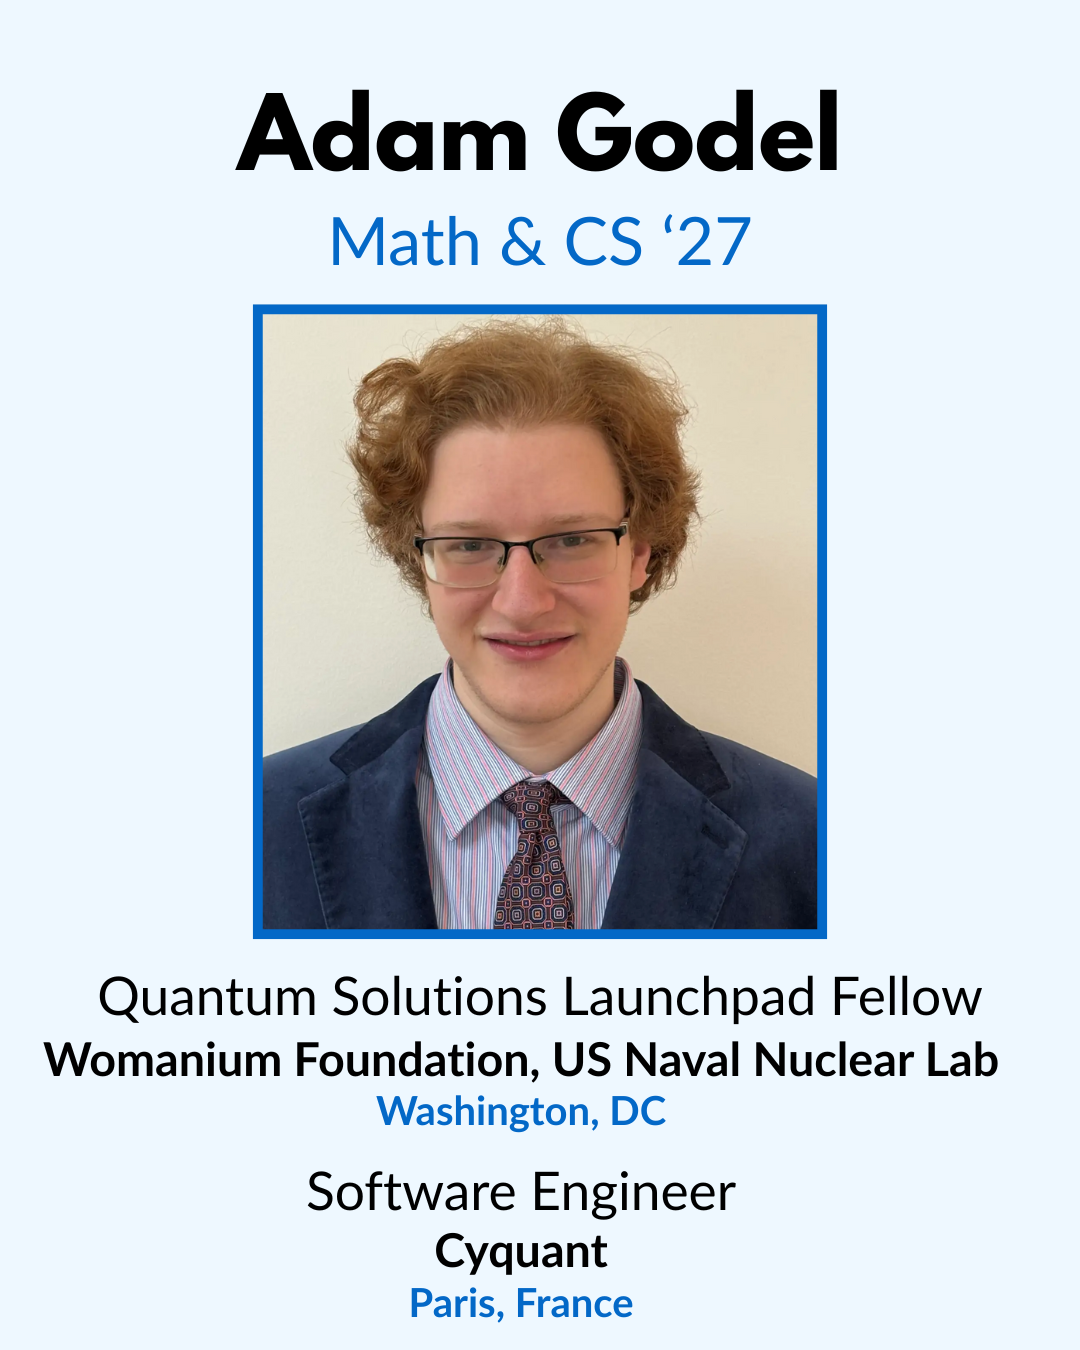 Adam Godel
Math & CS ‘27
Quantum Solutions Launchpad Fellow
Womanium Foundation, US Naval Nuclear Lab
Washington, DC
Software Engineer
Cyquant
Paris, France